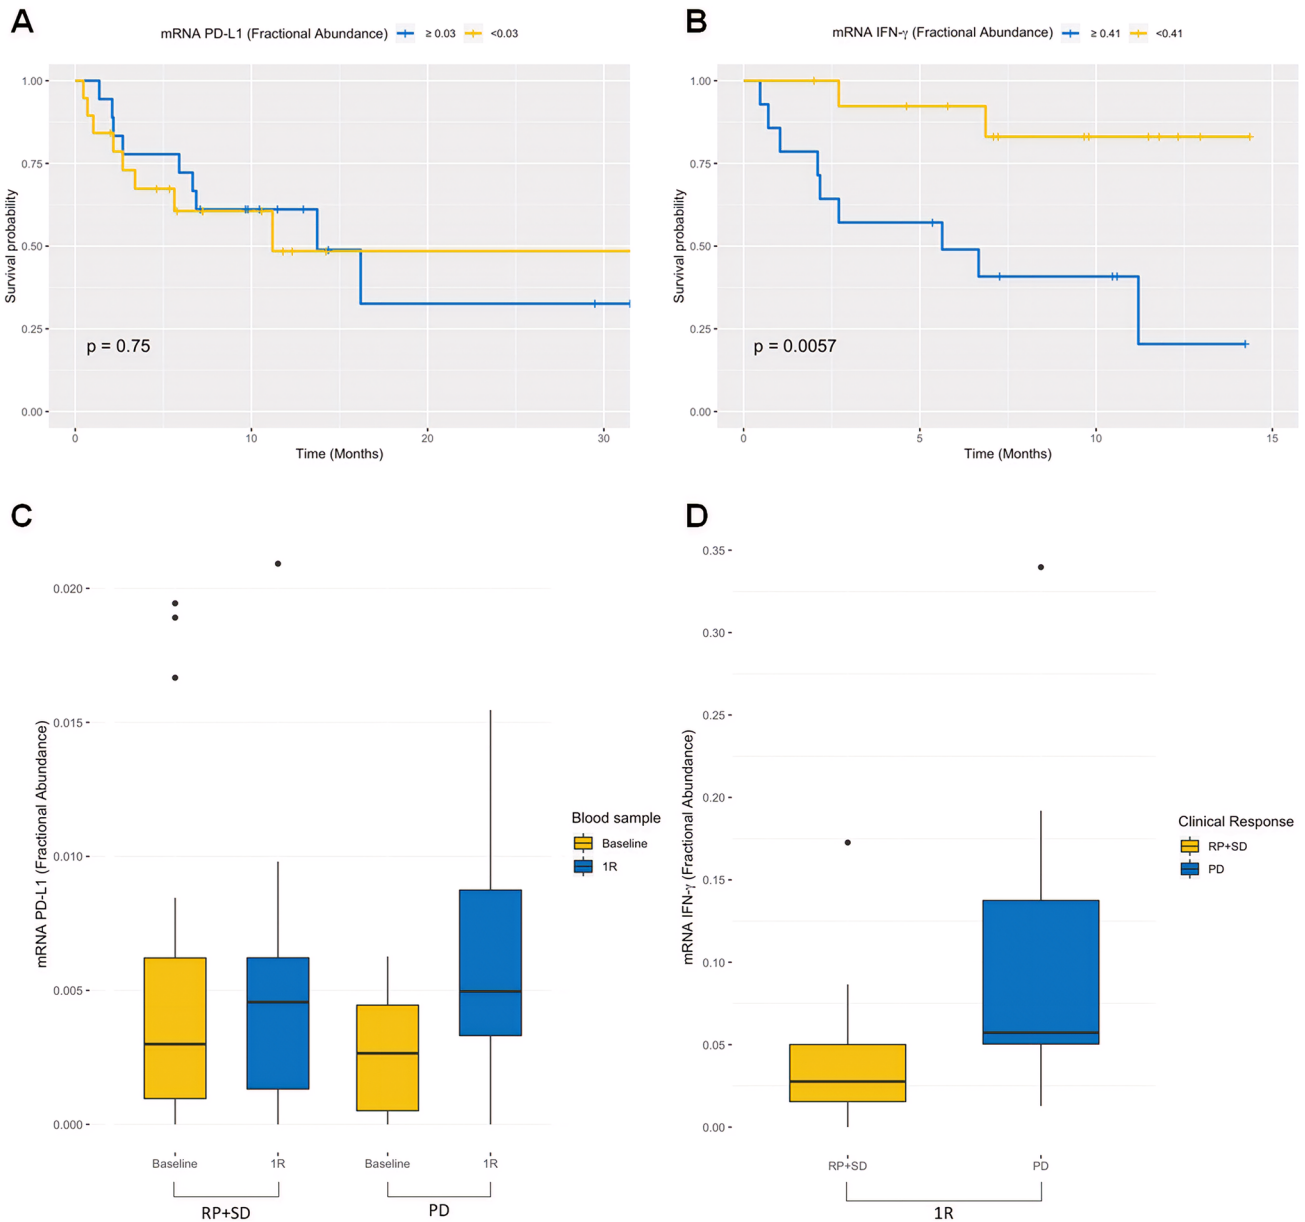 A
mRNA PD-L1 (Fractional Abundance) ≥ 0.03 <0.03
1.00
0.75
0.50
0.25
0.00
Survival probability
p = 0.75
0 10 20 30
Time (Months)
B
mRNA IFN-γ (Fractional Abundance) ≥ 0.41 <0.41
1.00
0.75
0.50
0.25
0.00
Survival probability
p = 0.0057
0 5 10 15
Time (Months)
C
0.020
0.015
0.010
0.005
0.000
mRNA PD-L1 (Fractional Abundance)
Blood sample
Baseline
1R
Baseline 1R Baseline 1R
RP+SD PD
D
0.35
0.30
0.25
0.20
0.15
0.10
0.05
0.00
mRNA IFN-γ (Fractional Abundance)
Clinical Response
RP+SD
PD
RP+SD PD
1R